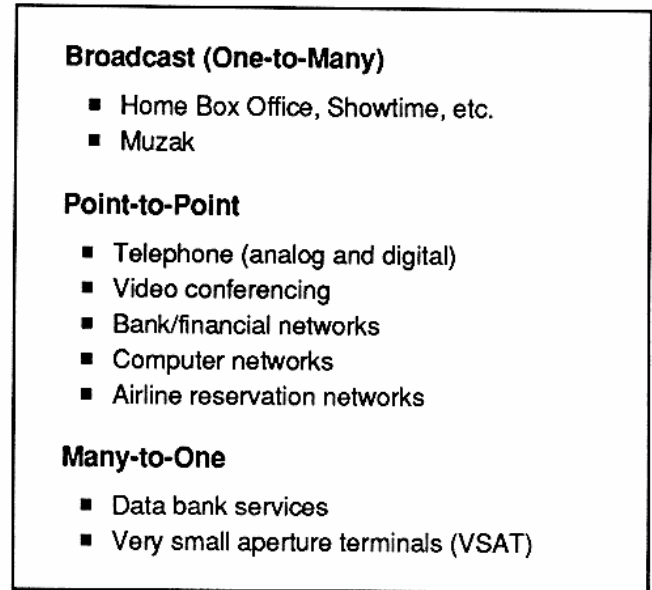 Broadcast (One-to-Many)
■ Home Box Office, Showtime, etc.
■ Muzak
Point-to-Point
■ Telephone (analog and digital)
■ Video conferencing
■ Bank/financial networks
■ Computer networks
■ Airline reservation networks
Many-to-One
■ Data bank services
■ Very small aperture terminals (VSAT)